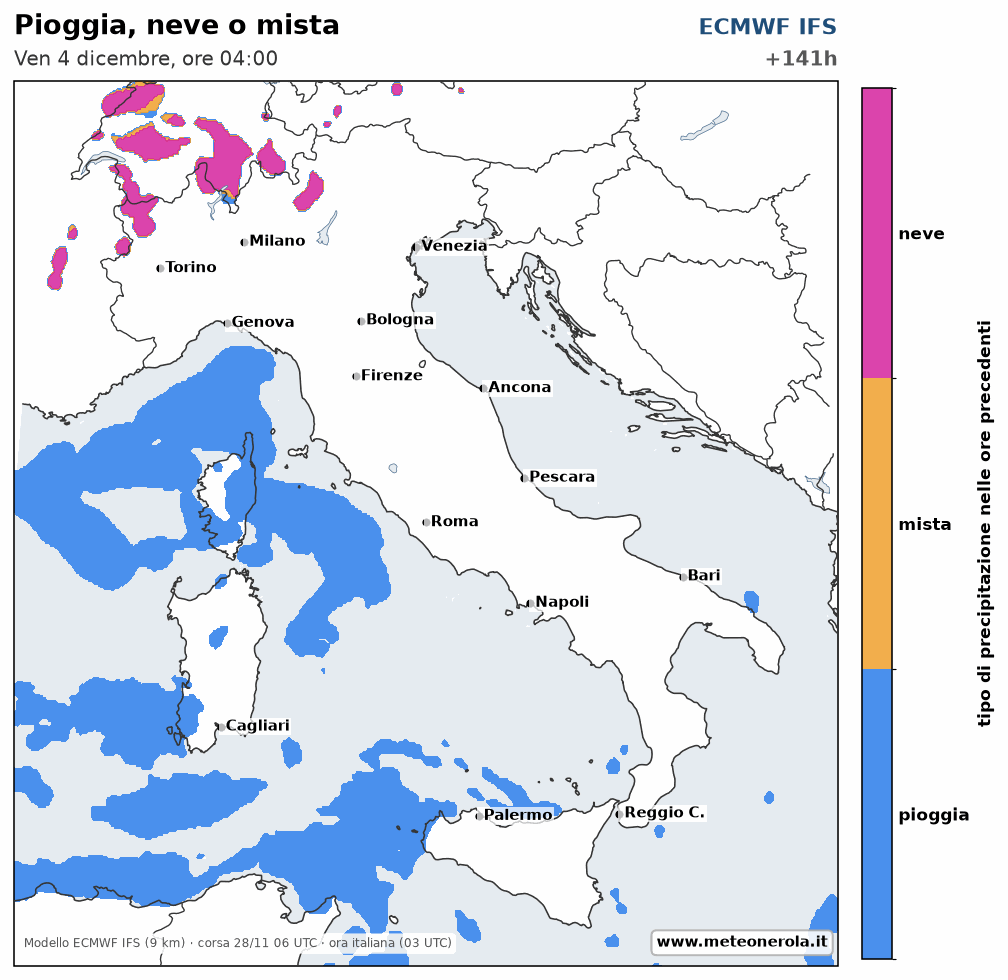 Pioggia, neve o mista
ECMWF IFS
Ven 4 dicembre, ore 04:00
+141h
neve
mista
pioggia
tipo di precipitazione nelle ore precedenti
Milano
Venezia
Torino
Genova
Bologna
Firenze
Ancona
Pescara
Roma
Bari
Napoli
Cagliari
Palermo
Reggio C.
Modello ECMWF IFS (9 km) · corsa 28/11 06 UTC · ora italiana (03 UTC)
www.meteonerola.it